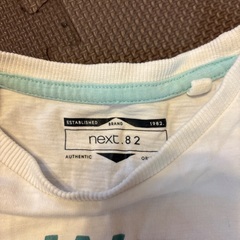 ESTABLISHED BRAND 1982
next.82
AUTHENTIC